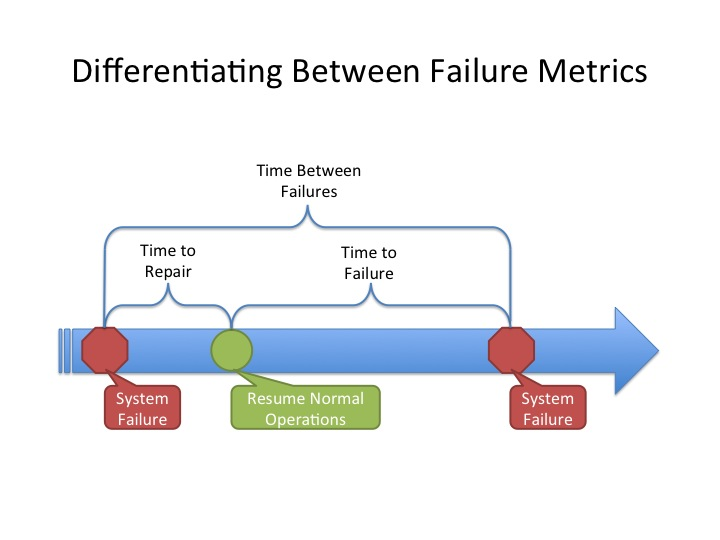 Differentiating Between Failure Metrics
Time Between
Failures
Time to
Repair
Time to
Failure
System
Failure
Resume Normal
Operations
System
Failure